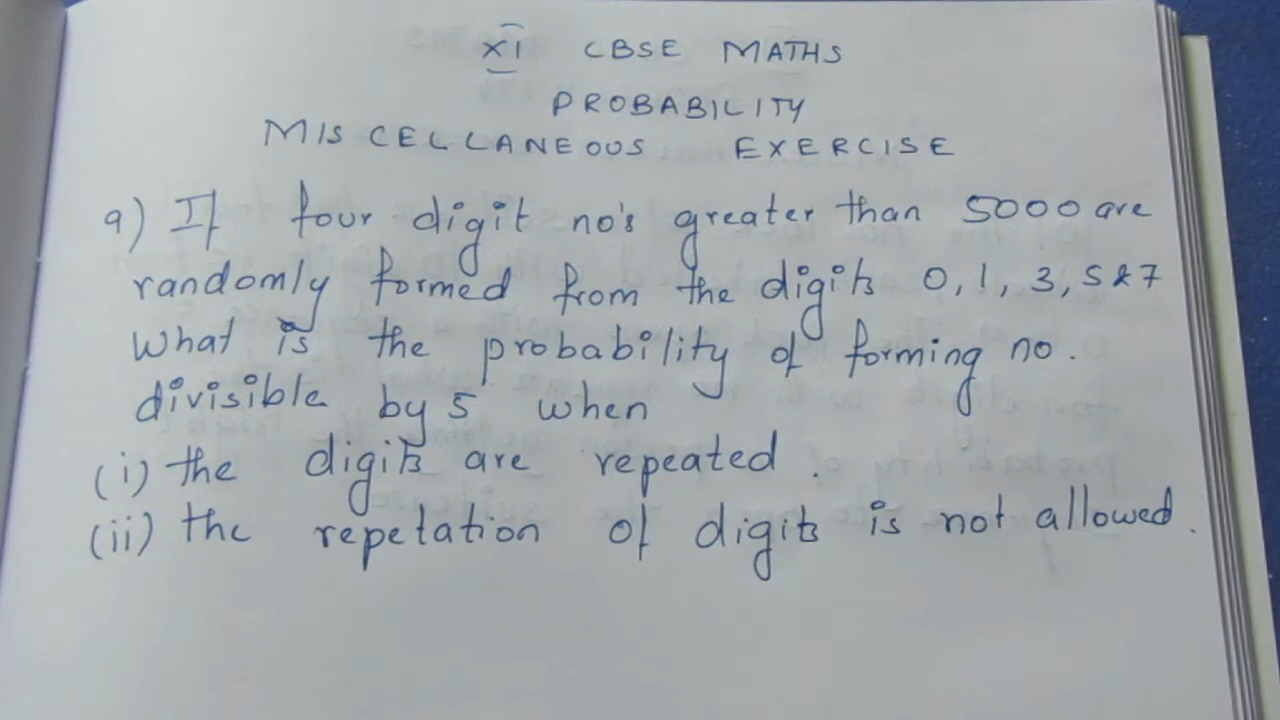 XI CBSE MATHS
PROBABILITY
MISCELLANEOUS EXERCISE
9) If four digit no's greater than 5000 are
randomly formed from the digits 0, 1, 3, 5 & 7
What is the probability of forming no.
divisible by 5 when
(i) the digits are repeated.
(ii) the repetation of digits is not allowed.